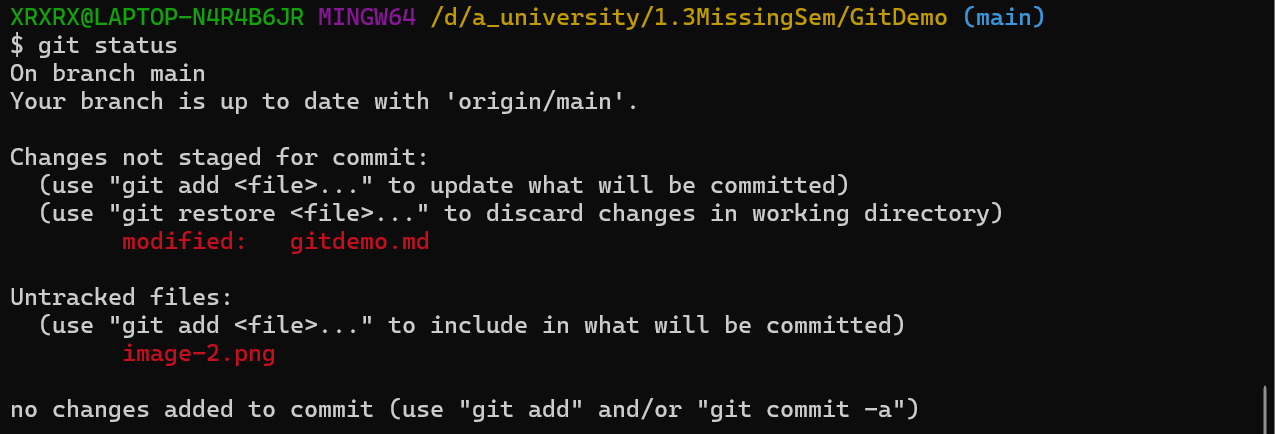 XRXRX@LAPTOP-N4R4B6JR MINGW64 /d/a_university/1.3MissingSem/GitDemo (main)
$ git status
On branch main
Your branch is up to date with 'origin/main'.

Changes not staged for commit:
  (use "git add <file>..." to update what will be committed)
  (use "git restore <file>..." to discard changes in working directory)
        modified:   gitdemo.md

Untracked files:
  (use "git add <file>..." to include in what will be committed)
        image-2.png

no changes added to commit (use "git add" and/or "git commit -a")